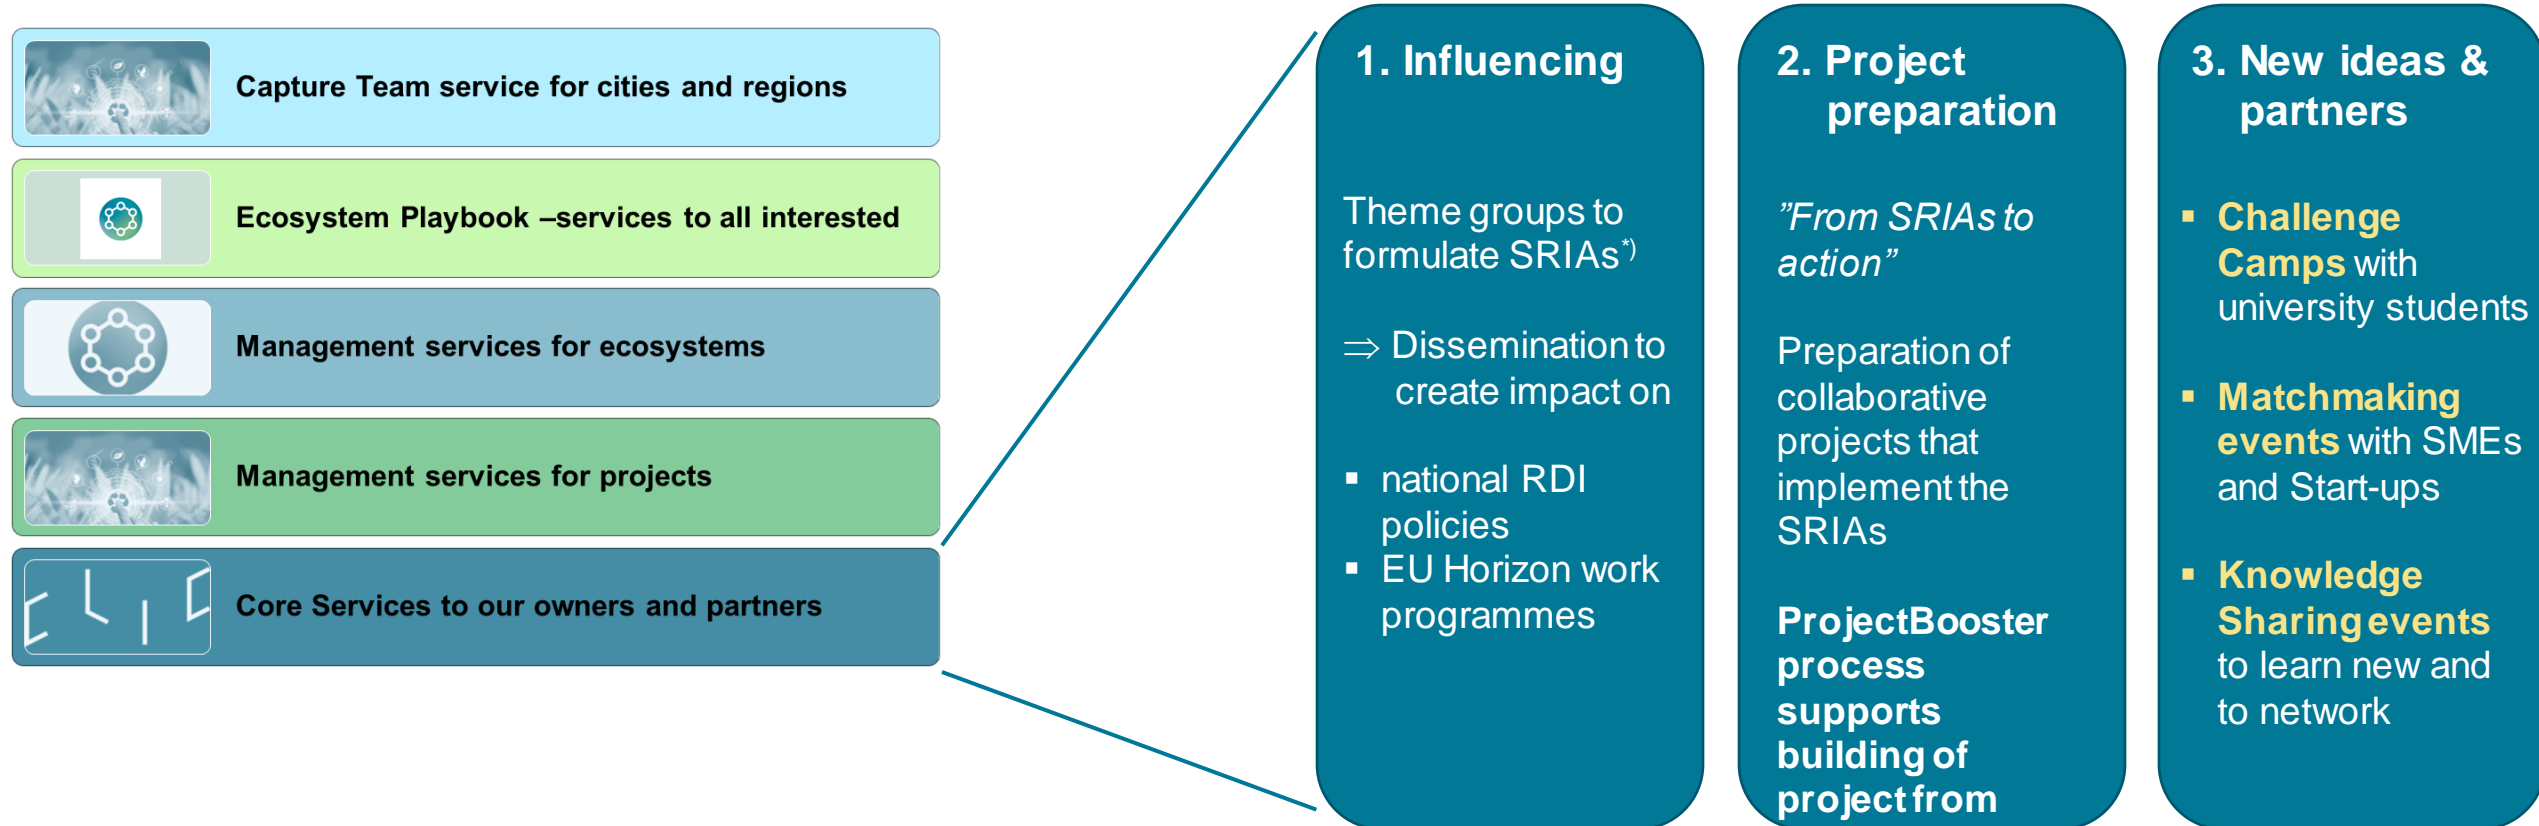 Capture Team service for cities and regions
Ecosystem Playbook –services to all interested
Management services for ecosystems
Management services for projects
CLIC
Core Services to our owners and partners
1. Influencing
Theme groups to
formulate SRIAs*)
⇒ Dissemination to
create impact on
▪ national RDI
policies
▪ EU Horizon work
programmes
2. Project
preparation
”From SRIAs to
action”
Preparation of
collaborative
projects that
implement the
SRIAs
ProjectBooster
process
supports
building of
project from
3. New ideas &
partners
▪ Challenge
Camps with
university students
▪ Matchmaking
events with SMEs
and Start-ups
▪ Knowledge
Sharing events
to learn new and
to network